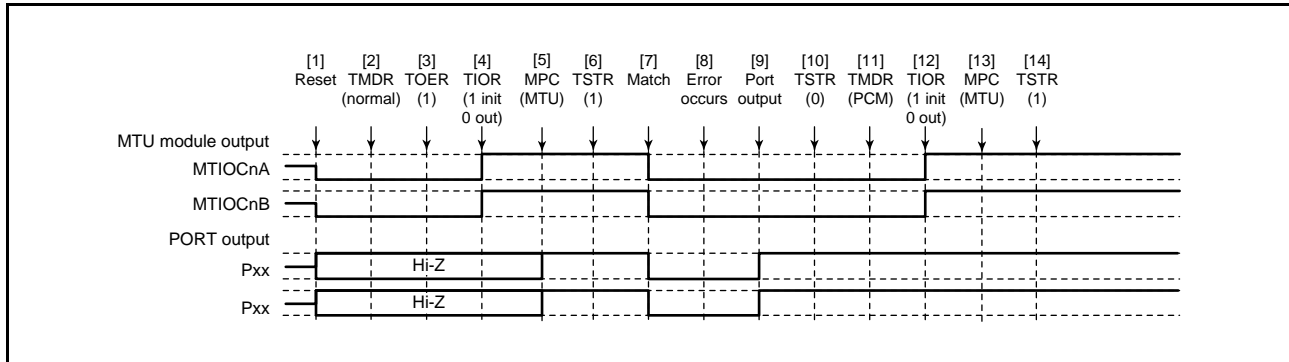 [1] [2] [3] [4] [5] [6] [7] [8] [9] [10] [11] [12] [13] [14]
Reset TMDR TOER TIOR MPC TSTR Match Error Port TSTR TMDR TIOR MPC TSTR
(normal) (1) (1 init (MTU) (1) occurs output (0) (PCM) (1 init (MTU) (1)
0 out) 0 out)
MTU module output
MTIOCnA
MTIOCnB
PORT output
Pxx Hi-Z
Pxx Hi-Z